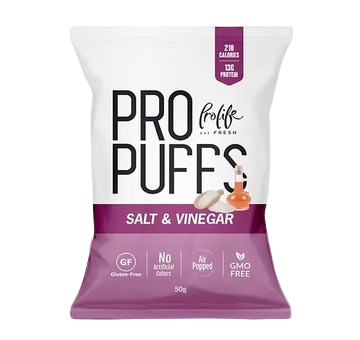 218
CALORIES
13G
PROTEIN
PRO
Prolife
EAT FRESH
PUFFS
SALT & VINEGAR
GF
Gluten-Free
No
Artificial
Colors
Air
Popped
GMO
FREE
50g